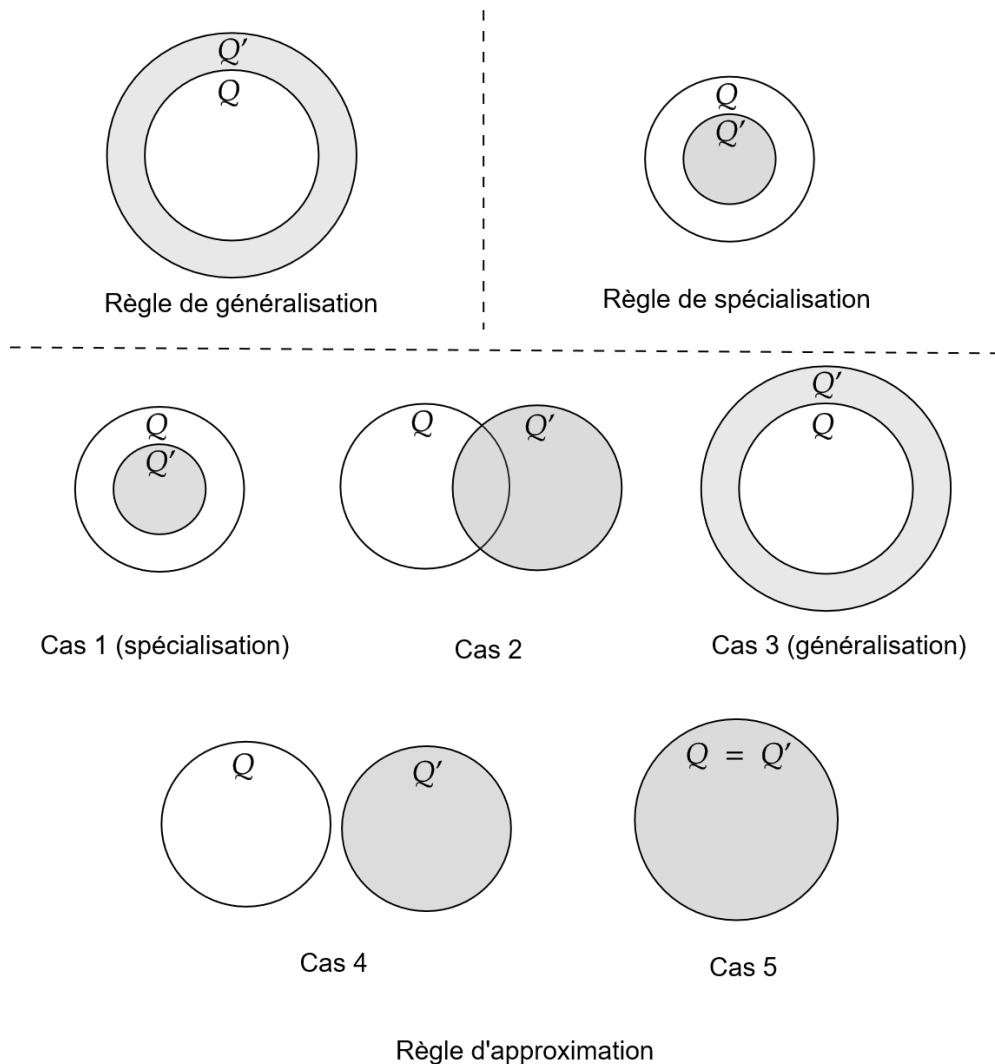 Q′
Q
Règle de généralisation
Q
Q′
Règle de spécialisation
Q
Q′
Cas 1 (spécialisation)
Q
Q′
Cas 2
Q′
Q
Cas 3 (généralisation)
Q
Q′
Cas 4
Q = Q′
Cas 5
Règle d'approximation